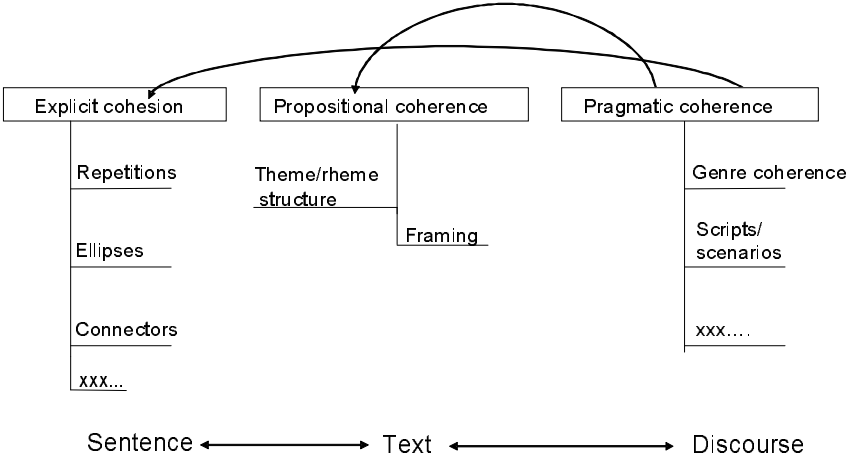 Explicit cohesion
Propositional coherence
Pragmatic coherence
Repetitions
Ellipses
Connectors
xxx...
Theme/rheme
structure
Framing
Genre coherence
Scripts/
scenarios
xxx....
Sentence
Text
Discourse